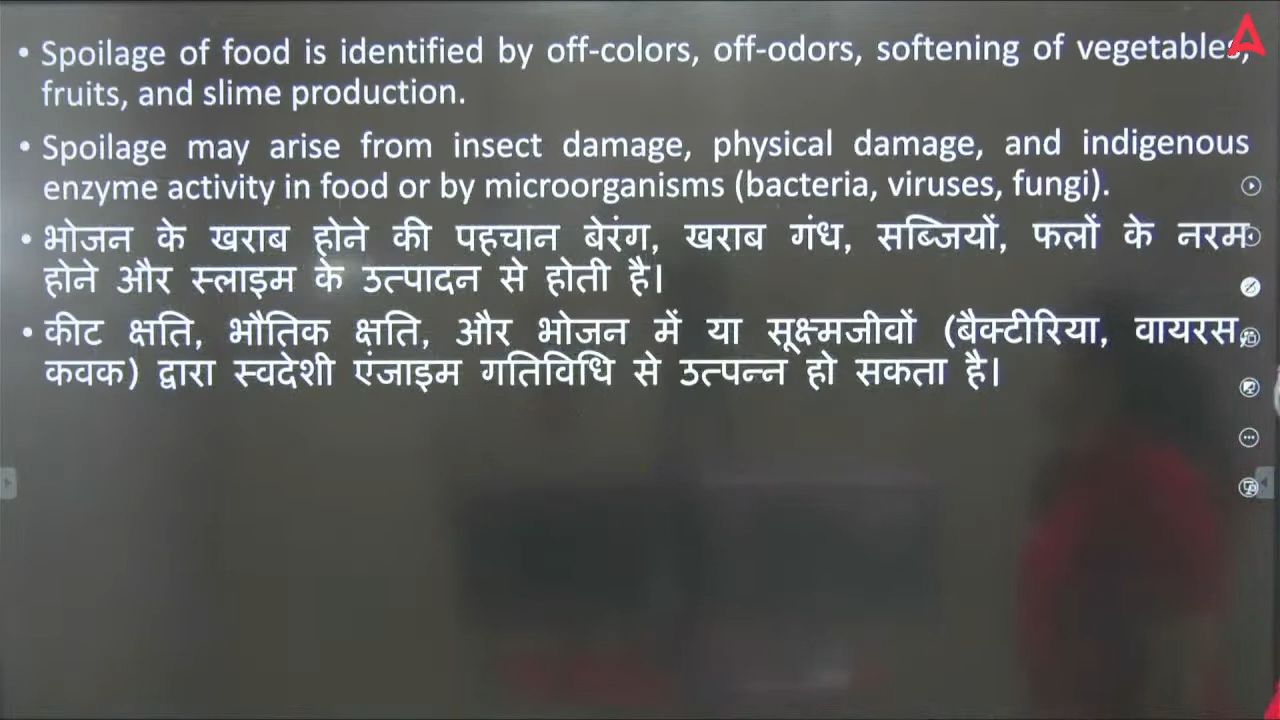 • Spoilage of food is identified by off-colors, off-odors, softening of vegetables,
fruits, and slime production.
• Spoilage may arise from insect damage, physical damage, and indigenous
enzyme activity in food or by microorganisms (bacteria, viruses, fungi).
• भोजन के खराब होने की पहचान बेरंग, खराब गंध, सब्जियों, फलों के नरम
होने और स्लाइम के उत्पादन से होती है।
• कीट क्षति, भौतिक क्षति, और भोजन में या सूक्ष्मजीवों (बैक्टीरिया, वायरस,
कवक) द्वारा स्वदेशी एंजाइम गतिविधि से उत्पन्न हो सकता है।